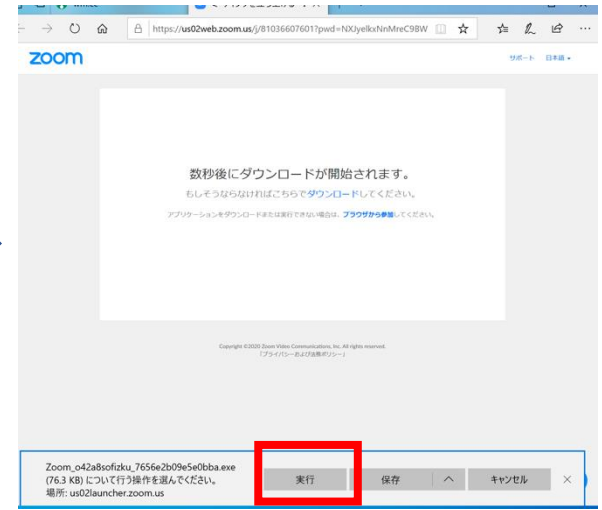 https://us02web.zoom.us/j/81036607601?pwd=NXJyelkxNnMreC9BW
zoom
サポート 日本語
数秒後にダウンロードが開始されます。
もしそうならなければこちらでダウンロードしてください。
アプリケーションをダウンロードまたは実行できない場合は、ブラウザから参加してください。
Copyright ©2020 Zoom Video Communications, Inc. All rights reserved.
「プライバシーおよび法務ポリシー」
Zoom_o42a8sofizku_7656e2b09e5e0bba.exe
(76.3 KB) について行う操作を選んでください。
場所: us02launcher.zoom.us
実行
保存
キャンセル